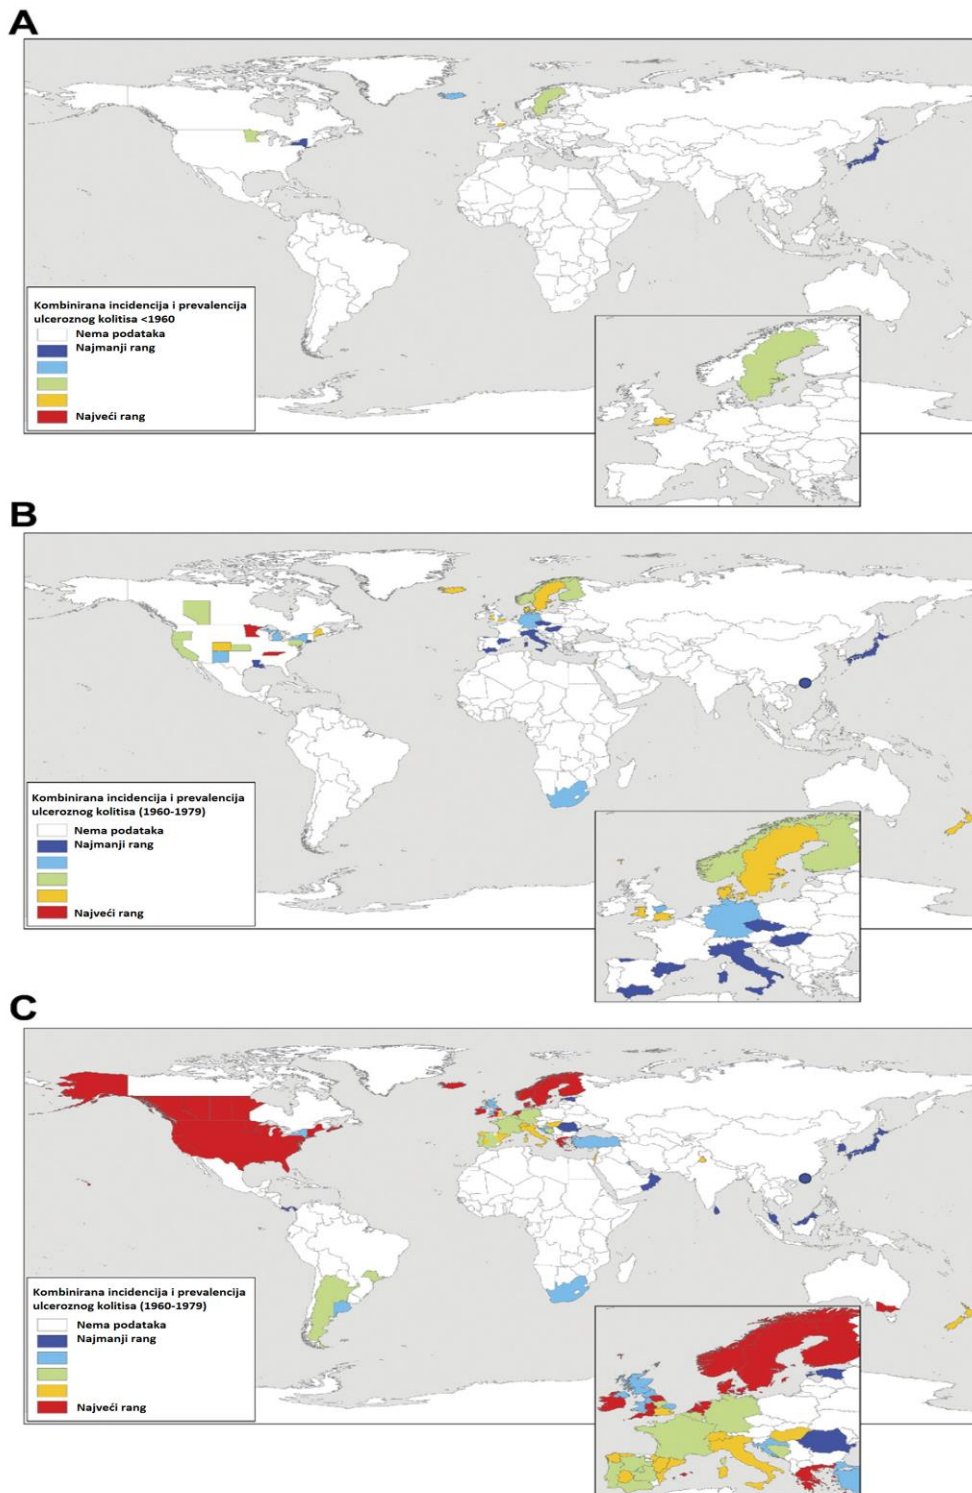 A
Kombinirana incidencija i prevalencija
ulceroznog kolitisa <1960
Nema podataka
Najmanji rang
Najveći rang
B
Kombinirana incidencija i prevalencija
ulceroznog kolitisa (1960-1979)
Nema podataka
Najmanji rang
Najveći rang
C
Kombinirana incidencija i prevalencija
ulceroznog kolitisa (1960-1979)
Nema podataka
Najmanji rang
Najveći rang